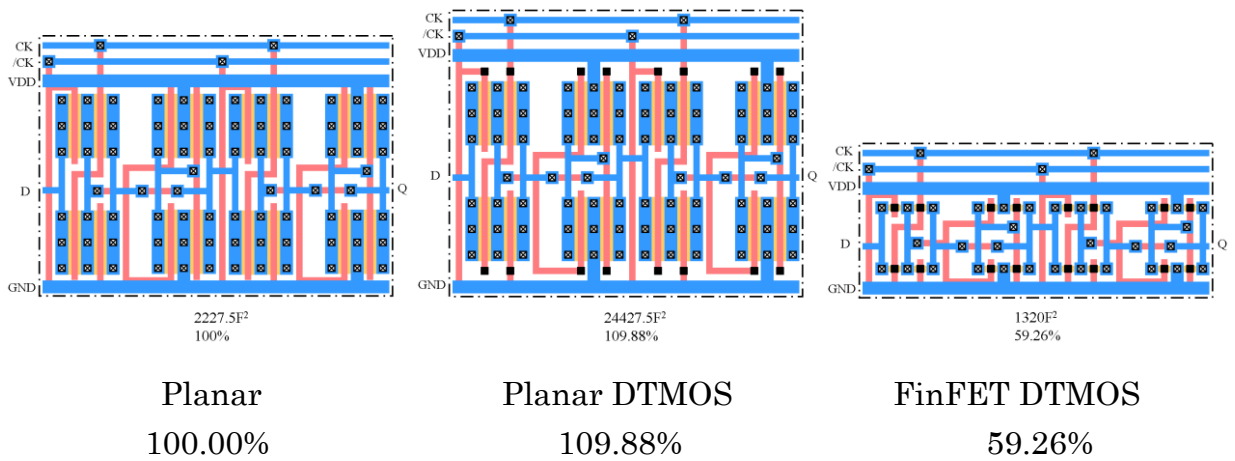 CK
/CK
VDD
D
Q
GND
2227.5F²
100%
CK
/CK
VDD
D
Q
GND
24427.5F²
109.88%
CK
/CK
VDD
D
Q
GND
1320F²
59.26%
Planar
100.00%
Planar DTMOS
109.88%
FinFET DTMOS
59.26%